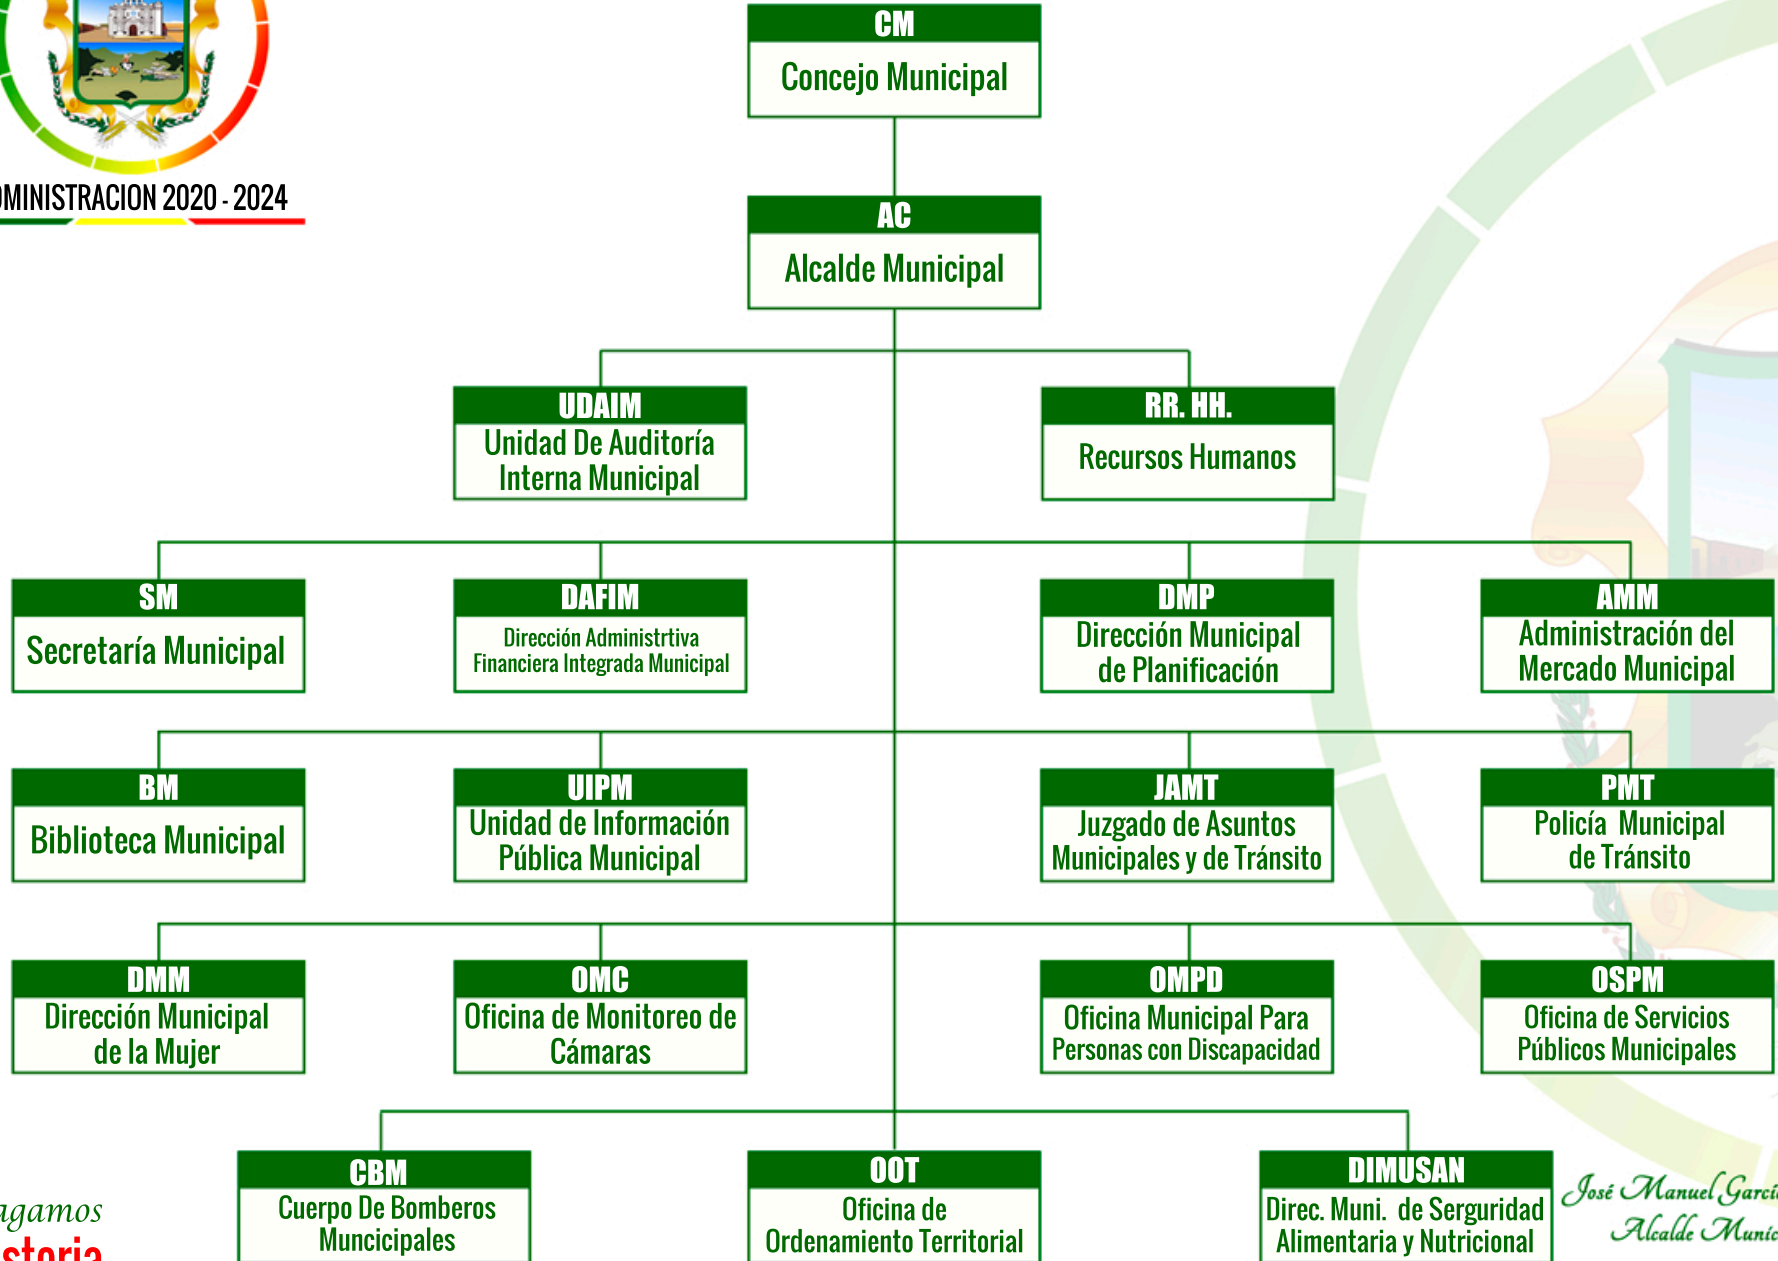 CM
Concejo Municipal
ADMINISTRACION 2020 - 2024
AC
Alcalde Municipal
UDAIM
Unidad De Auditoría
Interna Municipal
RR. HH.
Recursos Humanos
SM
Secretaría Municipal
DAFIM
Dirección Administrtiva
Financiera Integrada Municipal
DMP
Dirección Municipal
de Planificación
AMM
Administración del
Mercado Municipal
BM
Biblioteca Municipal
UIPM
Unidad de Información
Pública Municipal
JAMT
Juzgado de Asuntos
Municipales y de Tránsito
PMT
Policía Municipal
de Tránsito
DMM
Dirección Municipal
de la Mujer
OMC
Oficina de Monitoreo de
Cámaras
OMPD
Oficina Municipal Para
Personas con Discapacidad
OSPM
Oficina de Servicios
Públicos Municipales
CBM
Cuerpo De Bomberos
Muncicipales
OOT
Oficina de
Ordenamiento Territorial
DIMUSAN
Direc. Muni. de Serguridad
Alimentaria y Nutricional
José Manuel
Alcalde